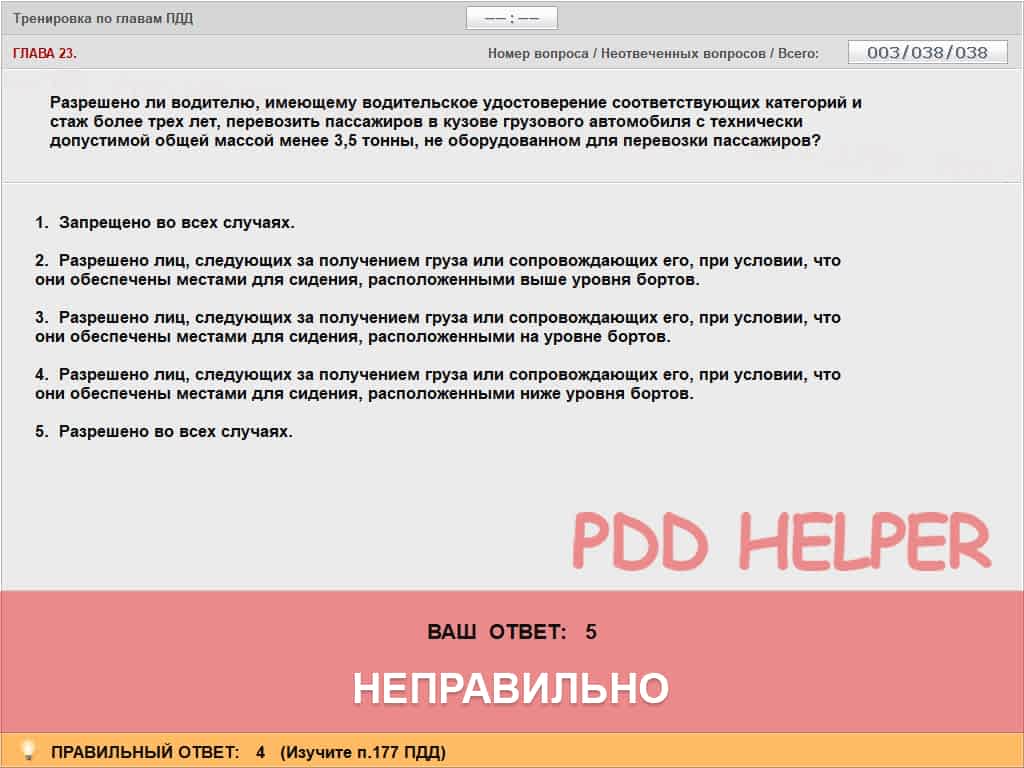 Тренировка по главам ПДД
—— : ——
ГЛАВА 23.
Номер вопроса / Неотвеченных вопросов / Всего:
003/038/038
Разрешено ли водителю, имеющему водительское удостоверение соответствующих категорий и
стаж более трех лет, перевозить пассажиров в кузове грузового автомобиля с технически
допустимой общей массой менее 3,5 тонны, не оборудованном для перевозки пассажиров?
1. Запрещено во всех случаях.
2. Разрешено лиц, следующих за получением груза или сопровождающих его, при условии, что
они обеспечены местами для сидения, расположенными выше уровня бортов.
3. Разрешено лиц, следующих за получением груза или сопровождающих его, при условии, что
они обеспечены местами для сидения, расположенными на уровне бортов.
4. Разрешено лиц, следующих за получением груза или сопровождающих его, при условии, что
они обеспечены местами для сидения, расположенными ниже уровня бортов.
5. Разрешено во всех случаях.
PDD HELPER
ВАШ ОТВЕТ: 5
НЕПРАВИЛЬНО
ПРАВИЛЬНЫЙ ОТВЕТ: 4 (Изучите п.177 ПДД)